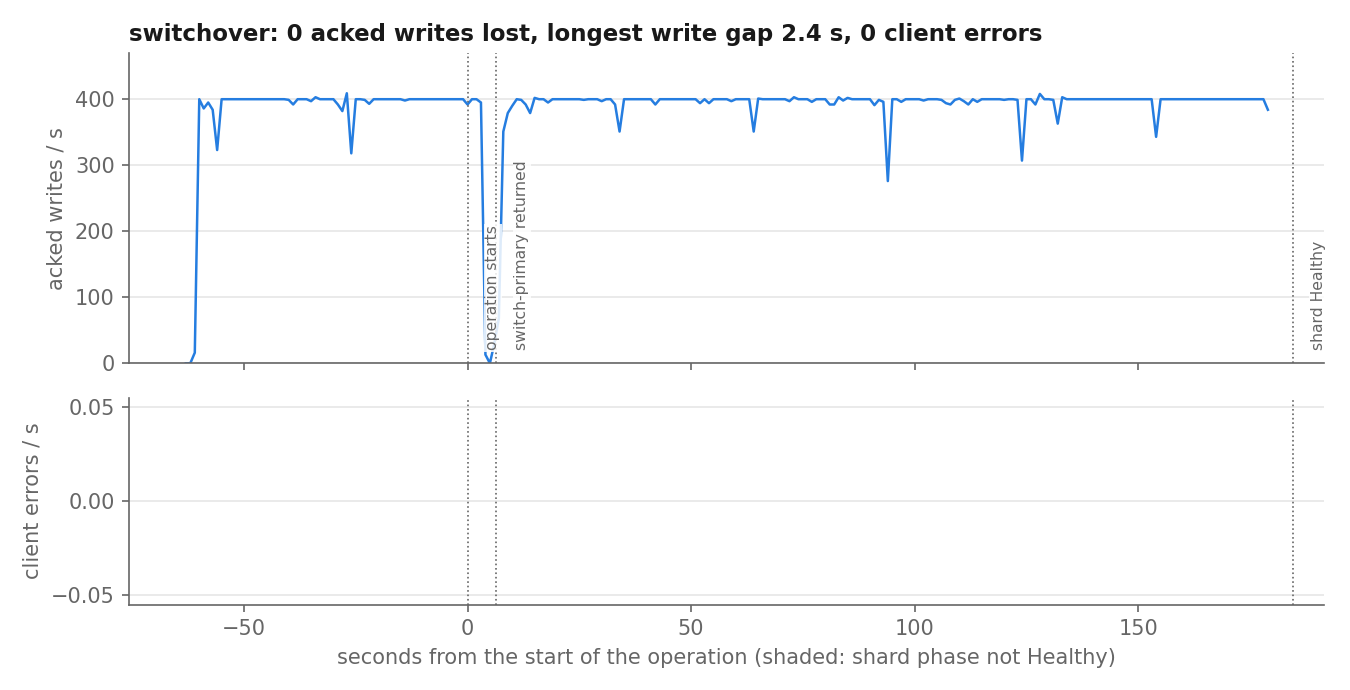 switchover: 0 acked writes lost, longest write gap 2.4 s, 0 client errors
acked writes / s
400
300
200
100
0
operation starts
switch-primary returned
shard Healthy
client errors / s
0.05
0.00
−0.05
−50
0
50
100
150
seconds from the start of the operation (shaded: shard phase not Healthy)